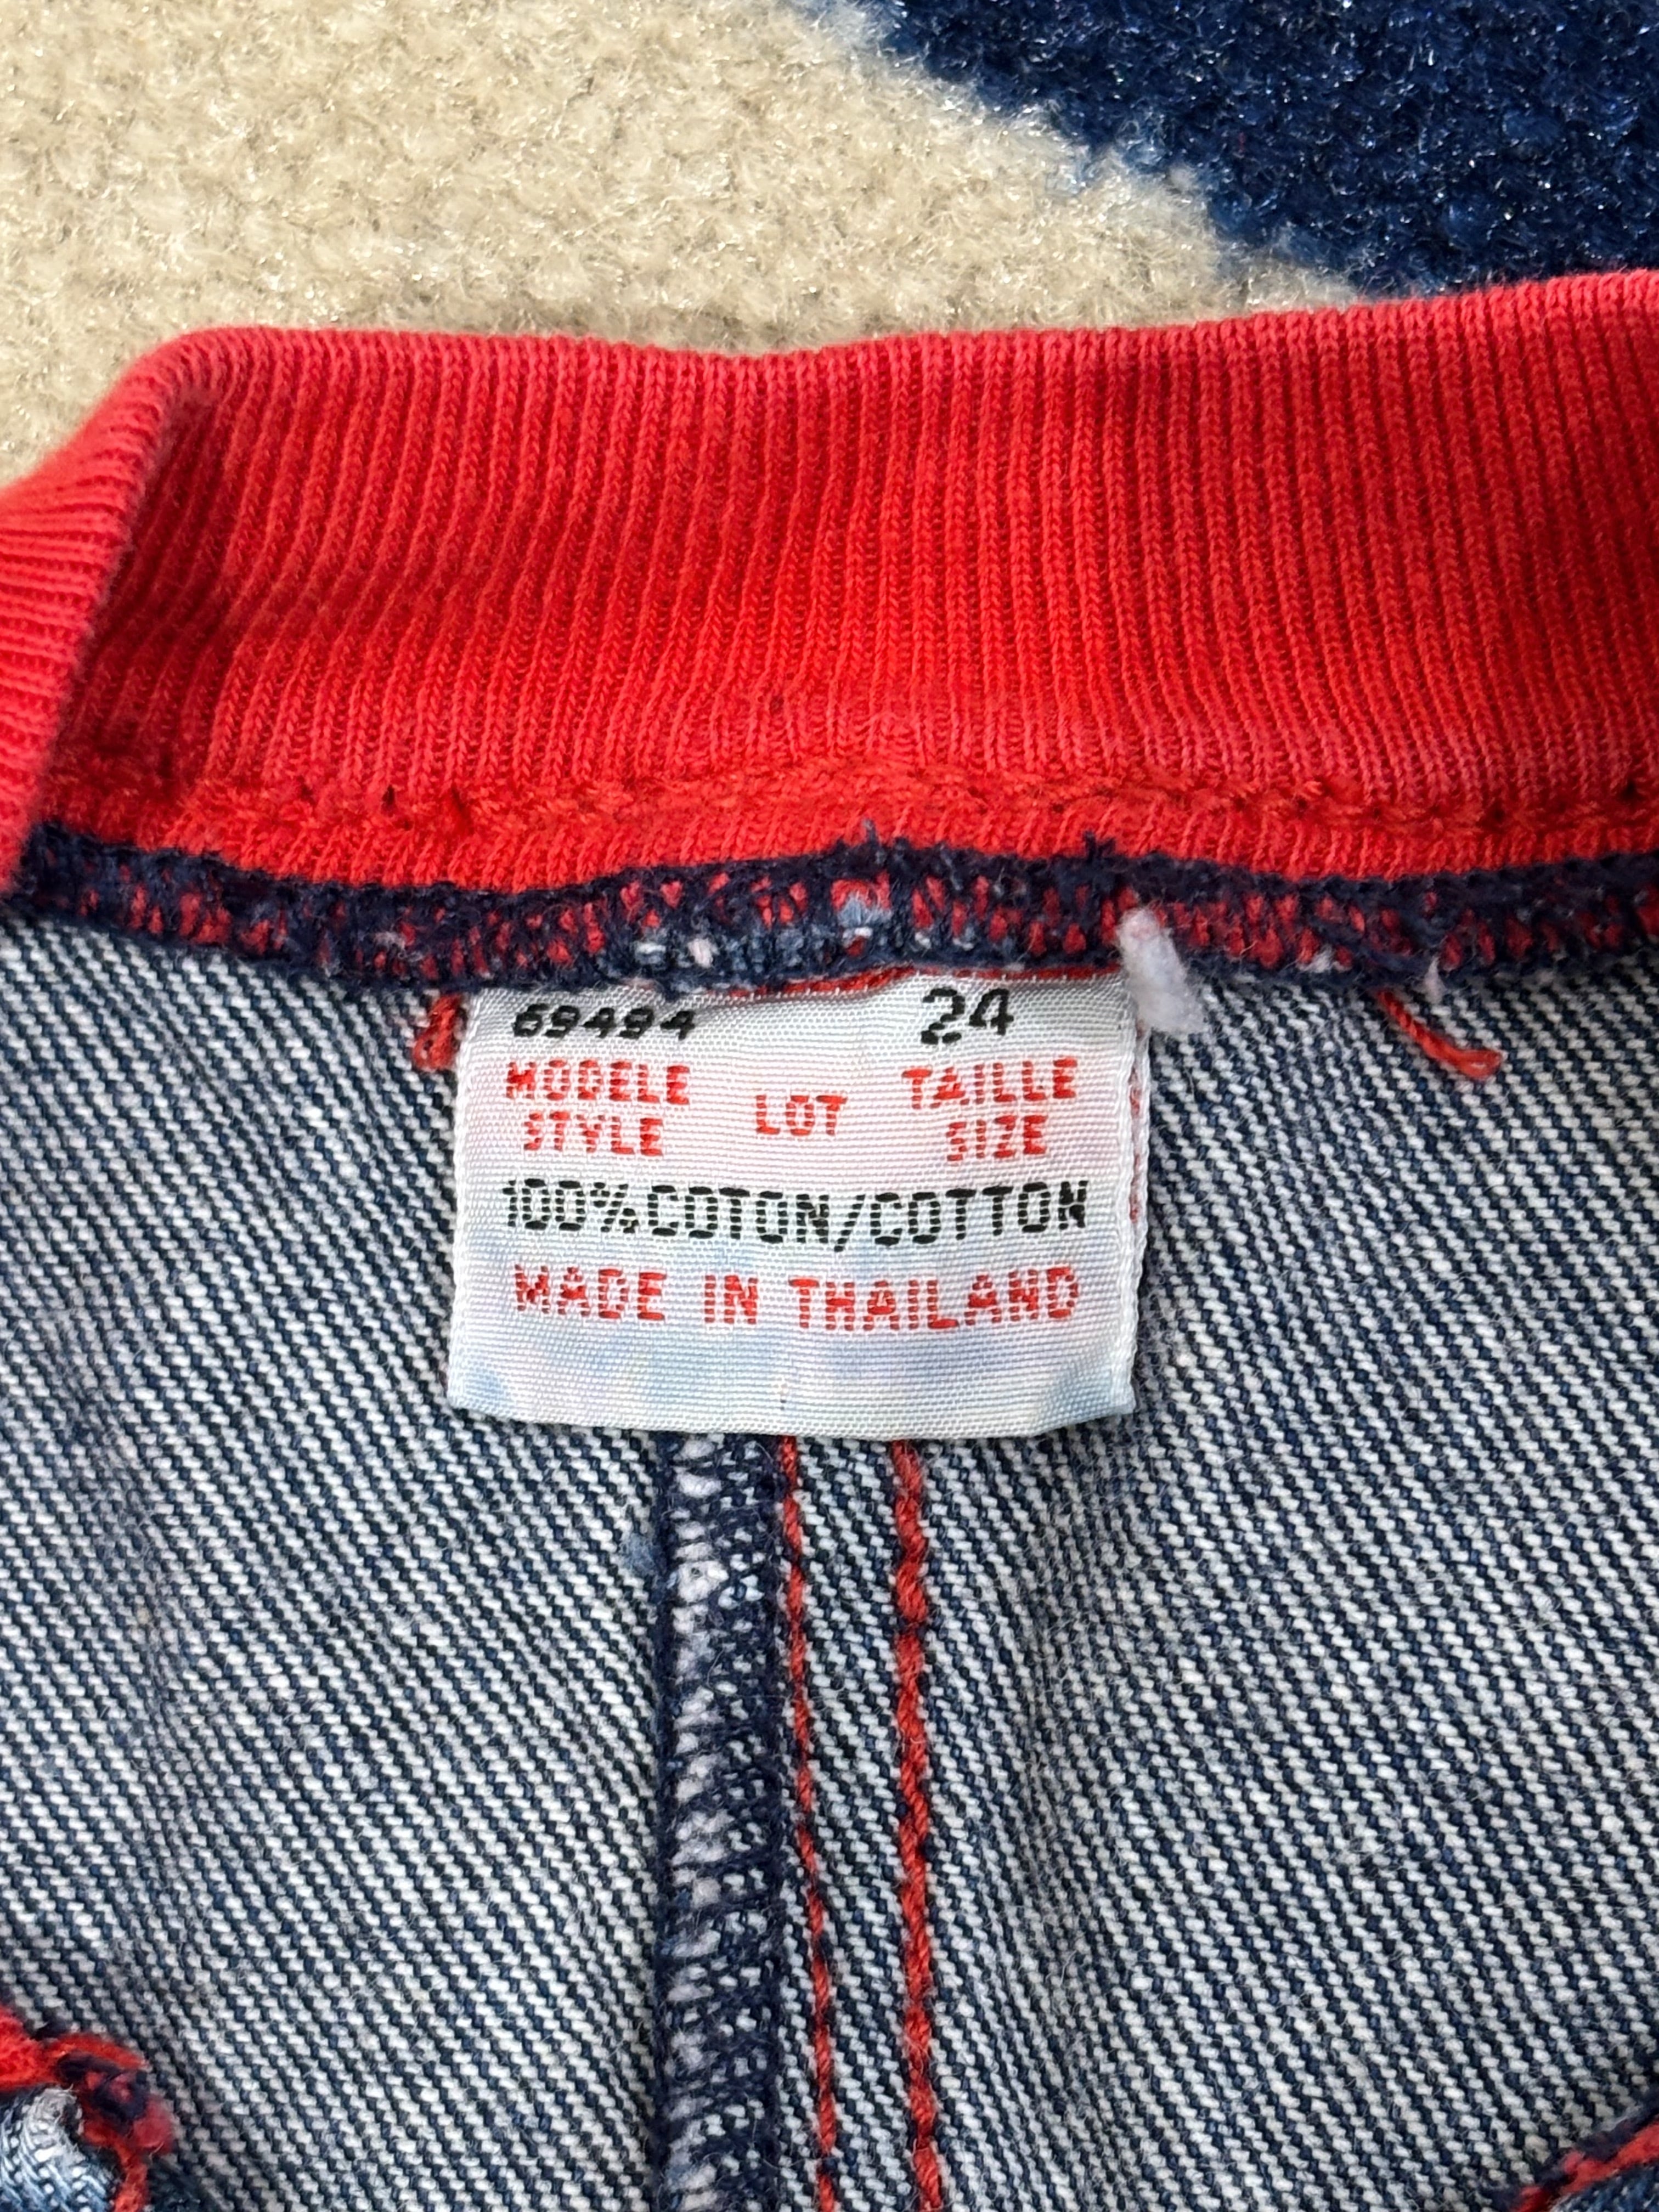 69494 24
MODELE LOT TAILLE
STYLE SIZE
100%COTON/COTTON
MADE IN THAILAND